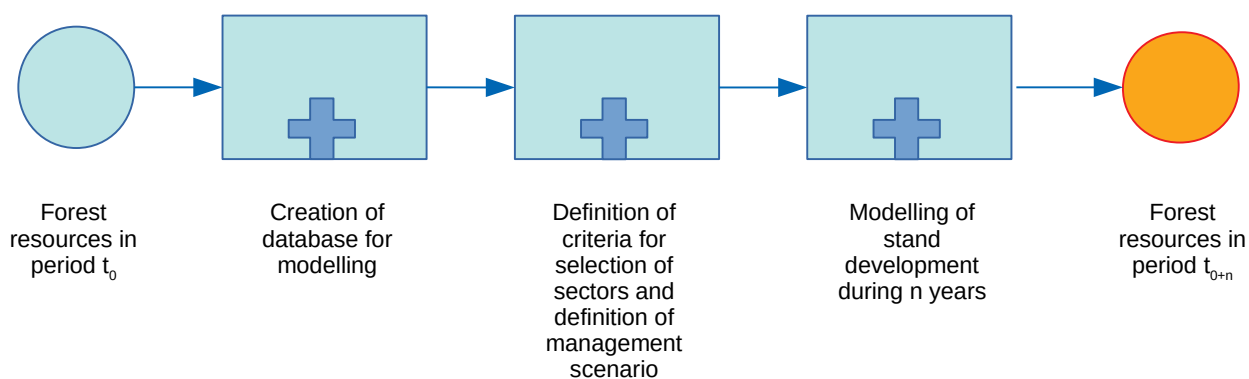 Forest
resources in
period t0
Creation of
database for
modelling
Definition of
criteria for
selection of
sectors and
definition of
management
scenario
Modelling of
stand
development
during n years
Forest
resources in
period t0+n